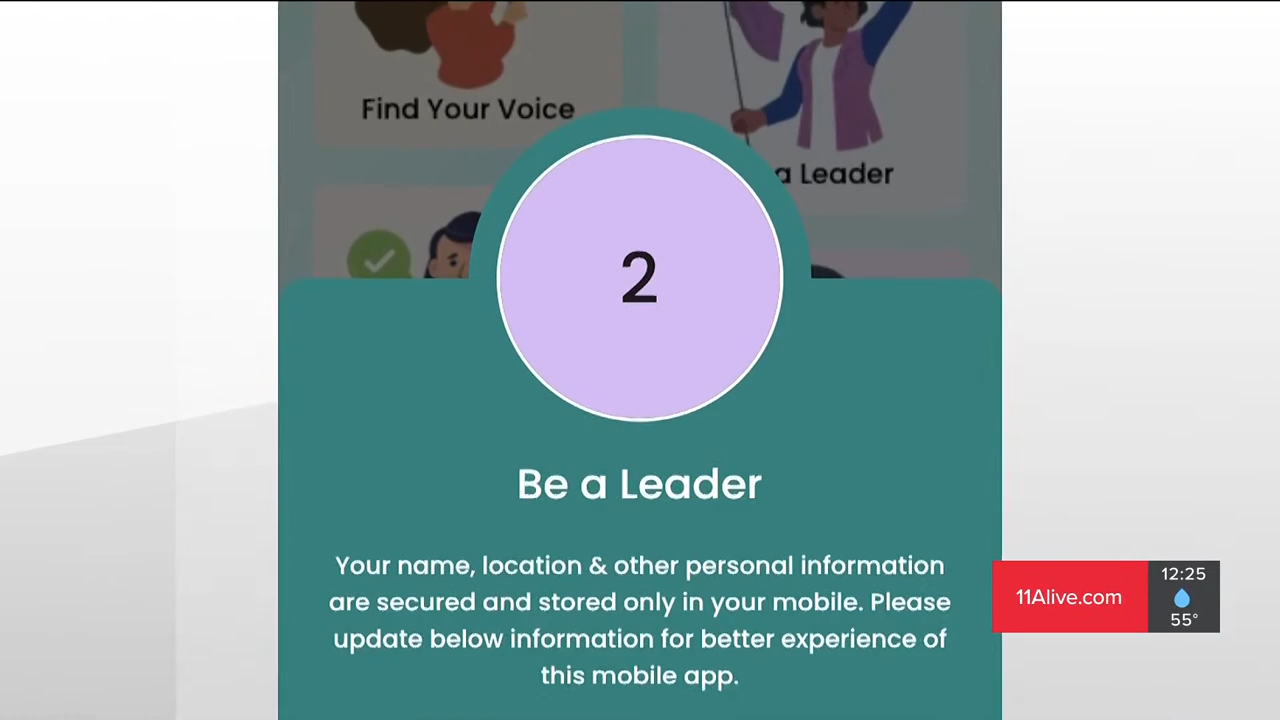 Find Your Voice
a Leader
2
Be a Leader
Your name, location & other personal information
are secured and stored only in your mobile. Please
update below information for better experience of
this mobile app.
11Alive.com
12:25
55°